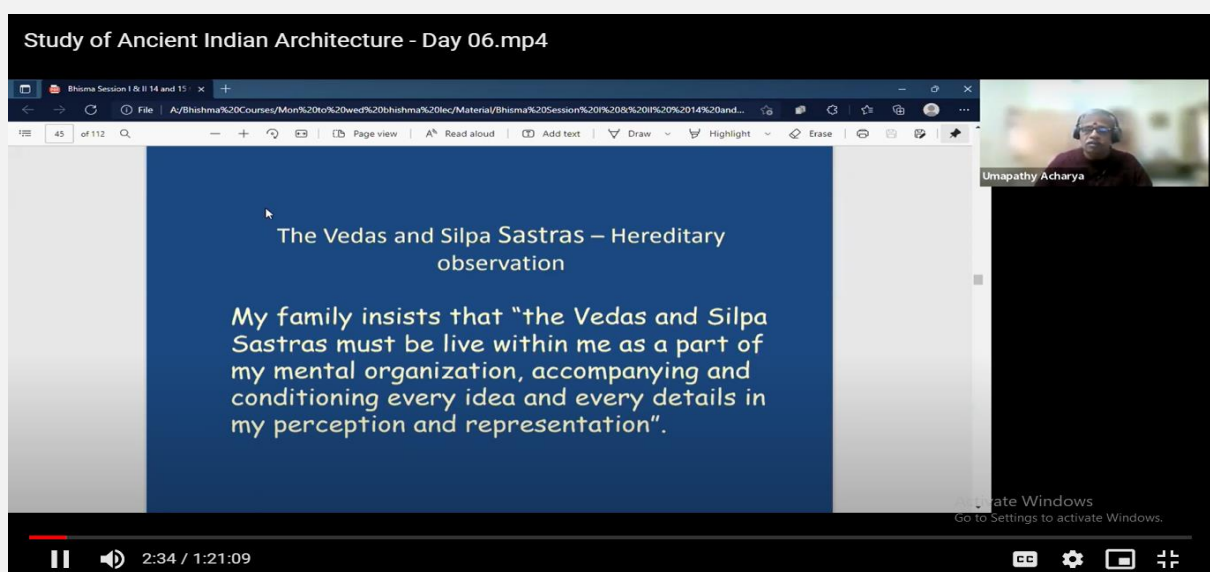 Study of Ancient Indian Architecture - Day 06.mp4
Bhisma Session I & II 14 and 15
File A:/Bhishma%20Courses/Mon%20to%20wed%20bhishma%20lec/Material/Bhisma%20Session%20I%20&%20II%20%2014%20and...
45 of 112 Page view Read aloud Add text Draw Highlight Erase
Umapathy Acharya
The Vedas and Silpa Sastras – Hereditary
observation
My family insists that “the Vedas and Silpa
Sastras must be live within me as a part of
my mental organization, accompanying and
conditioning every idea and every details in
my perception and representation”.
Activate Windows
Go to Settings to activate Windows.
2:34 / 1:21:09
CC